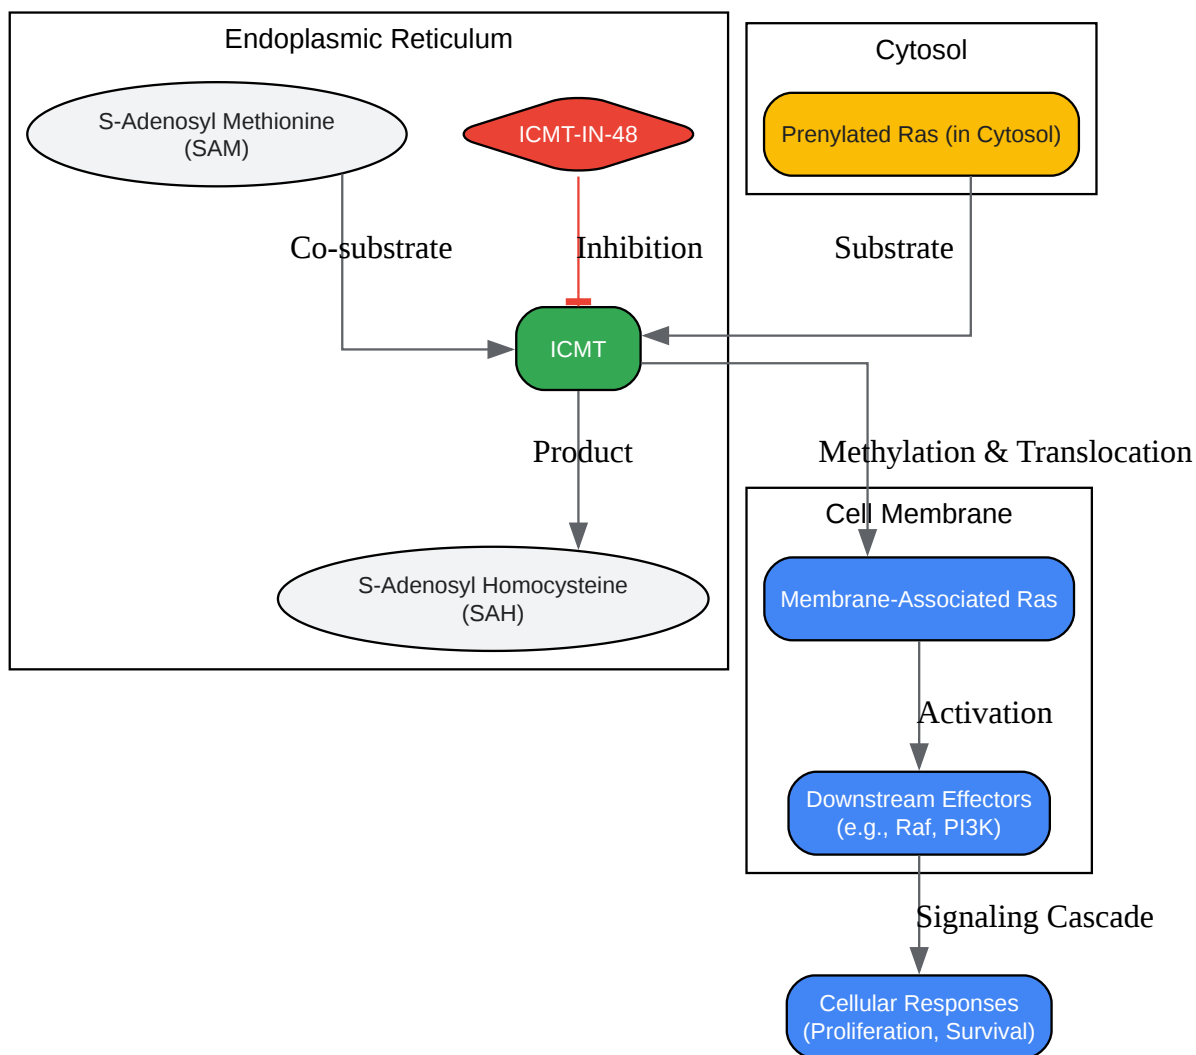 Endoplasmic Reticulum
Cytosol
S-Adenosyl Methionine
(SAM)
ICMT-IN-48
Prenylated Ras (in Cytosol)
Co-substrate
Inhibition
Substrate
ICMT
Product
Methylation & Translocation
Cell Membrane
S-Adenosyl Homocysteine
(SAH)
Membrane-Associated Ras
Activation
Downstream Effectors
(e.g., Raf, PI3K)
Signaling Cascade
Cellular Responses
(Proliferation, Survival)